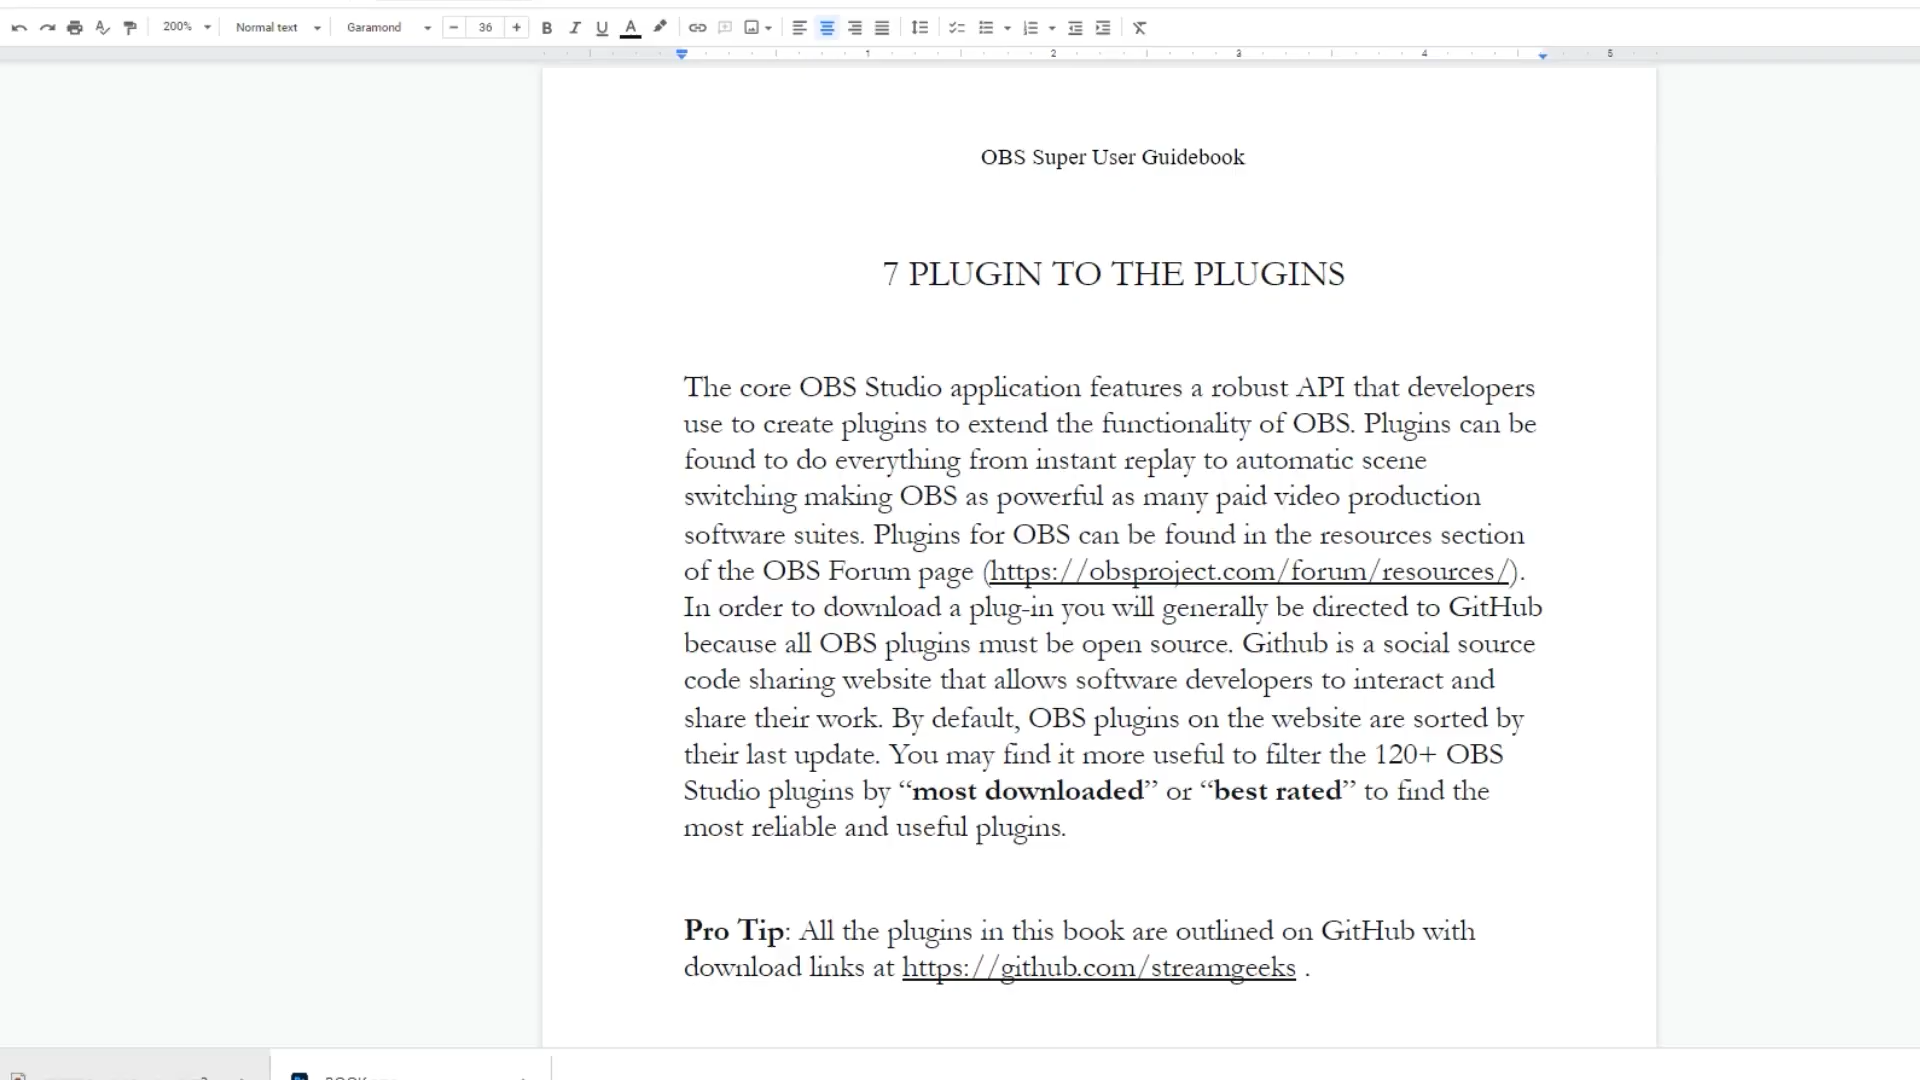 200% Normal text Garamond 36 B I U A
1 2 3 4 5
OBS Super User Guidebook
7 PLUGIN TO THE PLUGINS
The core OBS Studio application features a robust API that developers
use to create plugins to extend the functionality of OBS. Plugins can be
found to do everything from instant replay to automatic scene
switching making OBS as powerful as many paid video production
software suites. Plugins for OBS can be found in the resources section
of the OBS Forum page (https://obsproject.com/forum/resources/).
In order to download a plug-in you will generally be directed to GitHub
because all OBS plugins must be open source. Github is a social source
code sharing website that allows software developers to interact and
share their work. By default, OBS plugins on the website are sorted by
their last update. You may find it more useful to filter the 120+ OBS
Studio plugins by “most downloaded” or “best rated” to find the
most reliable and useful plugins.
Pro Tip: All the plugins in this book are outlined on GitHub with
download links at https://github.com/streamgeeks .